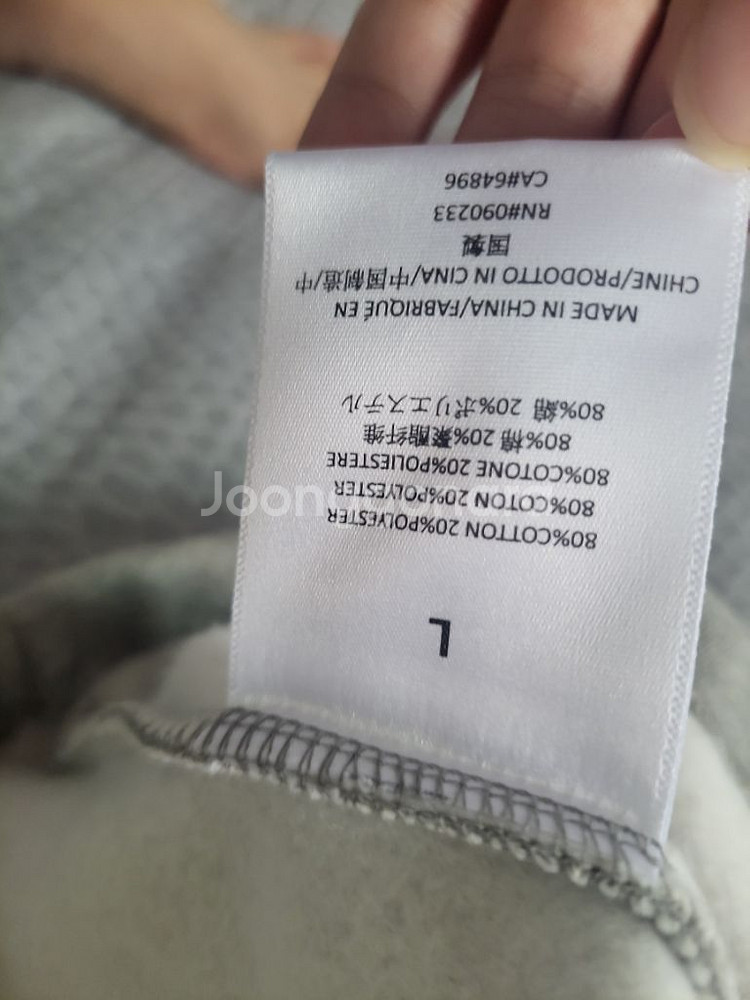 L
80%COTTON 20%POLYESTER
80%COTON 20%POLYESTER
80%COTONE 20%POLIESTERE
80%棉 20%聚酯纤维
80%綿 20%ポリエステル
MADE IN CHINA/FABRIQUÉ EN
CHINE/PRODOTTO IN CINA/中国制造/中
国製
RN#090233
CA#64896